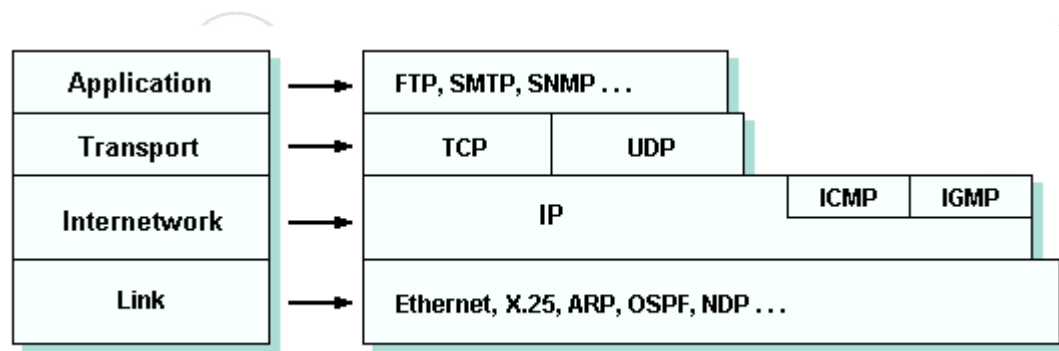 Application
FTP, SMTP, SNMP . . .
Transport
TCP
UDP
Internetwork
IP
ICMP
IGMP
Link
Ethernet, X.25, ARP, OSPF, NDP . . .